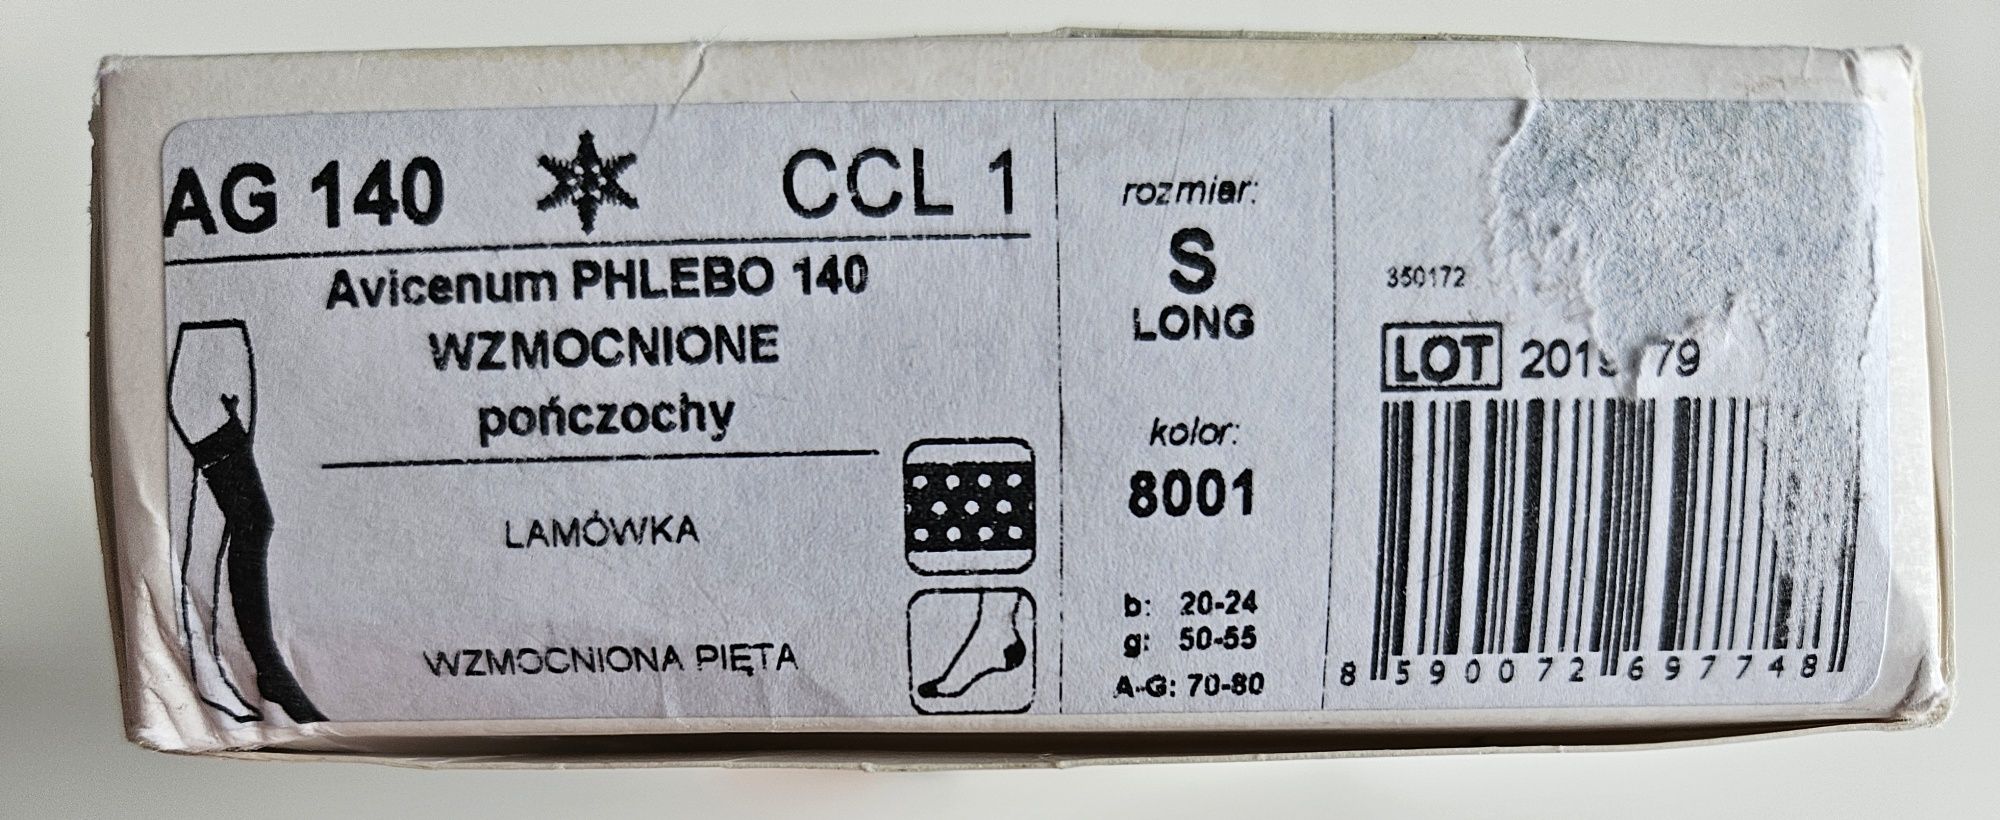 AG 140 CCL 1
Avicenum PHLEBO 140
WZMOCNIONE
pończochy
LAMÓWKA
WZMOCNIONA PIĘTA
rozmiar:
S
LONG
kolor:
8001
b: 20-24
g: 50-55
A-G: 70-80
350172
LOT
8 590072 697748